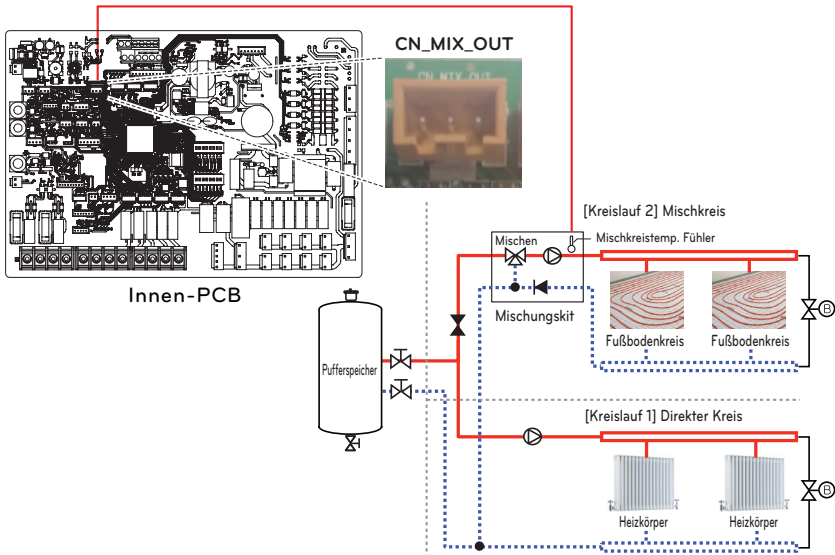 CN_MIX_OUT
CN_MIX_OUT
[Kreislauf 2] Mischkreis
Mischen
Mischkreistemp. Fühler
Innen-PCB
Mischungskit
Fußbodenkreis
Fußbodenkreis
B
Pufferspeicher
[Kreislauf 1] Direkter Kreis
B
Heizkörper
Heizkörper